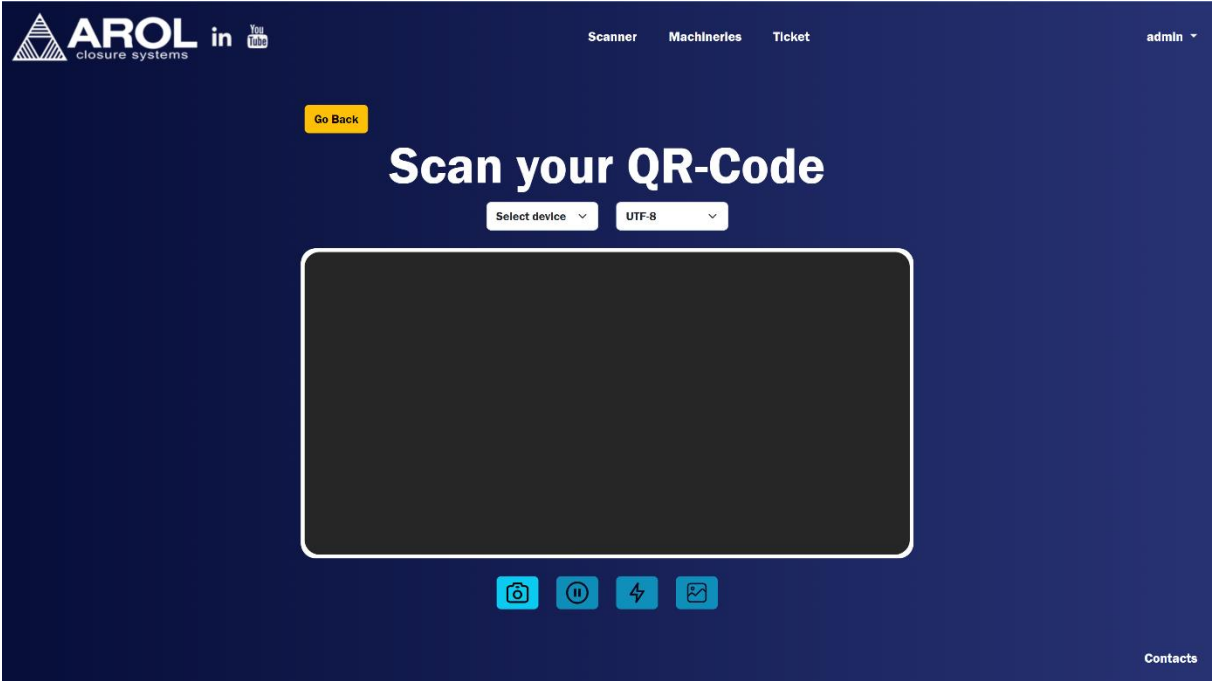 AROL
closure systems
in
You
Tube
Scanner Machineries Ticket
admin
Go Back
Scan your QR-Code
Select device UTF-8
Contacts